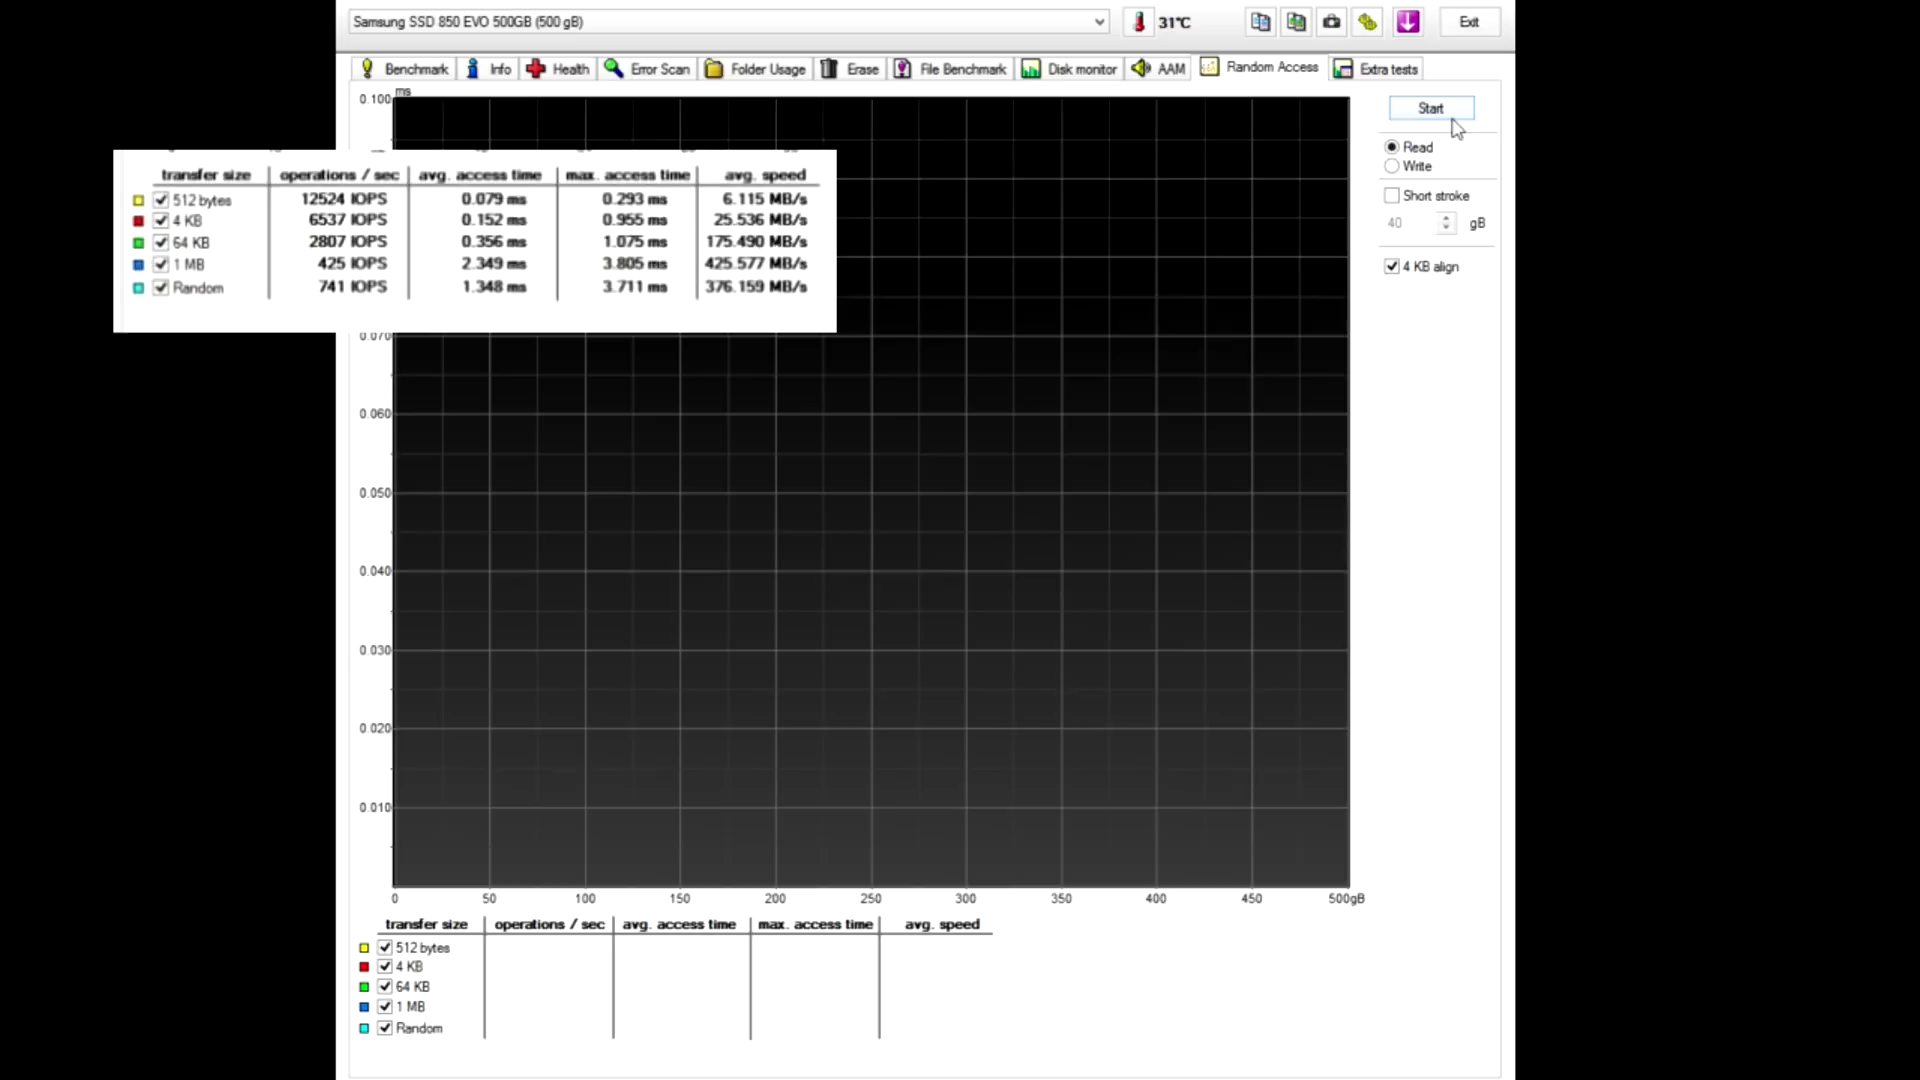 Samsung SSD 850 EVO 500GB (500 gB) 31℃ Exit
Benchmark Info Health Error Scan Folder Usage Erase File Benchmark Disk monitor AAM Random Access Extra tests
ms
0.100
Start
Read
Write
Short stroke
40 gB
4 KB align
transfer size operations / sec avg. access time max. access time avg. speed
512 bytes 12524 IOPS 0.079 ms 0.293 ms 6.115 MB/s
4 KB 6537 IOPS 0.152 ms 0.955 ms 25.536 MB/s
64 KB 2807 IOPS 0.356 ms 1.075 ms 175.490 MB/s
1 MB 425 IOPS 2.349 ms 3.805 ms 425.577 MB/s
Random 741 IOPS 1.348 ms 3.711 ms 376.159 MB/s
0.070
0.060
0.050
0.040
0.030
0.020
0.010
0 50 100 150 200 250 300 350 400 450 500gB
transfer size operations / sec avg. access time max. access time avg. speed
512 bytes
4 KB
64 KB
1 MB
Random